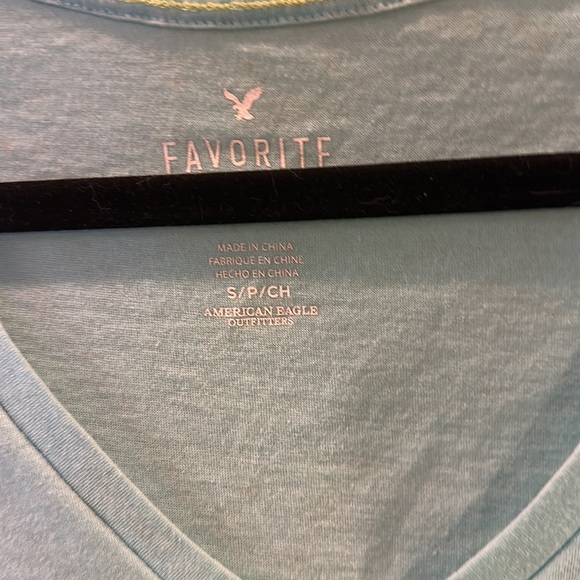 FAVORITE
MADE IN CHINA
FABRIQUE EN CHINE
HECHO EN CHINA
S/P/CH
AMERICAN EAGLE
OUTFITTERS